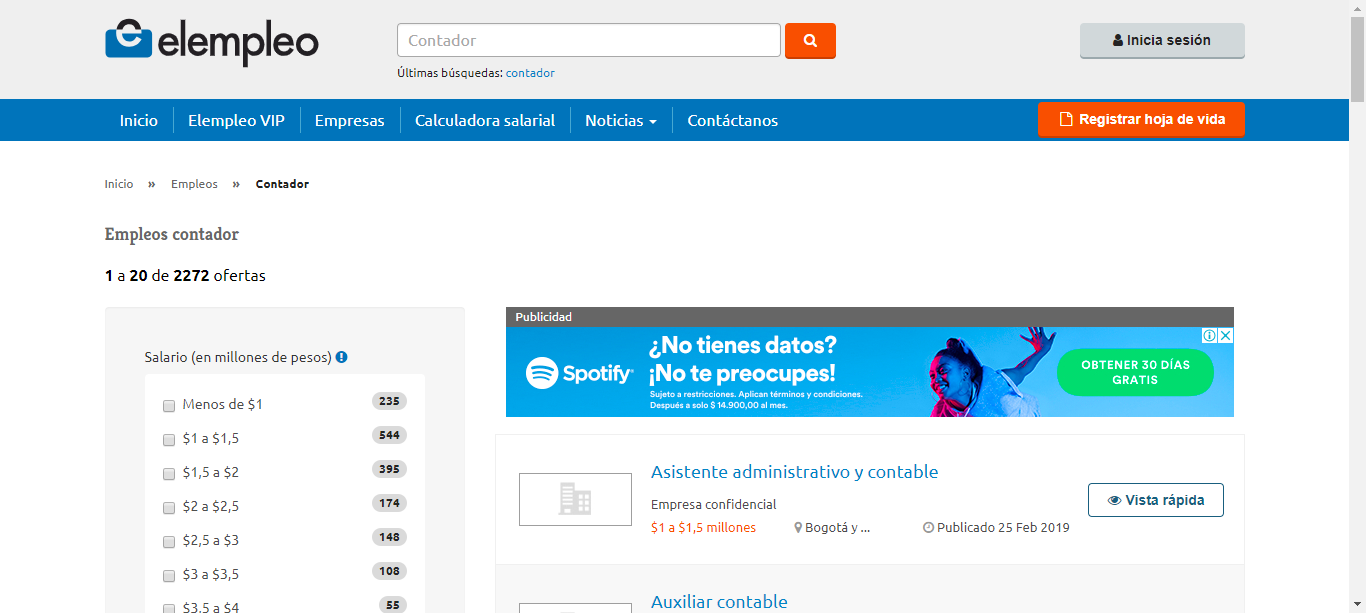 elempleo
Contador
Inicia sesión
Últimas búsquedas: contador
Inicio
Elempleo VIP
Empresas
Calculadora salarial
Noticias
Contáctanos
Registrar hoja de vida
Inicio » Empleos » Contador
Empleos contador
1 a 20 de 2272 ofertas
Salario (en millones de pesos)
Menos de $1 235
$1 a $1,5 544
$1,5 a $2 395
$2 a $2,5 174
$2,5 a $3 148
$3 a $3,5 108
$3,5 a $4 55
Publicidad
Spotify
¿No tienes datos?
¡No te preocupes!
Sujeto a restricciones. Aplican términos y condiciones.
Después a solo $ 14.900,00 al mes.
OBTENER 30 DÍAS
GRATIS
Asistente administrativo y contable
Empresa confidencial
$1 a $1,5 millones
Bogotá y ...
Publicado 25 Feb 2019
Vista rápida
Auxiliar contable